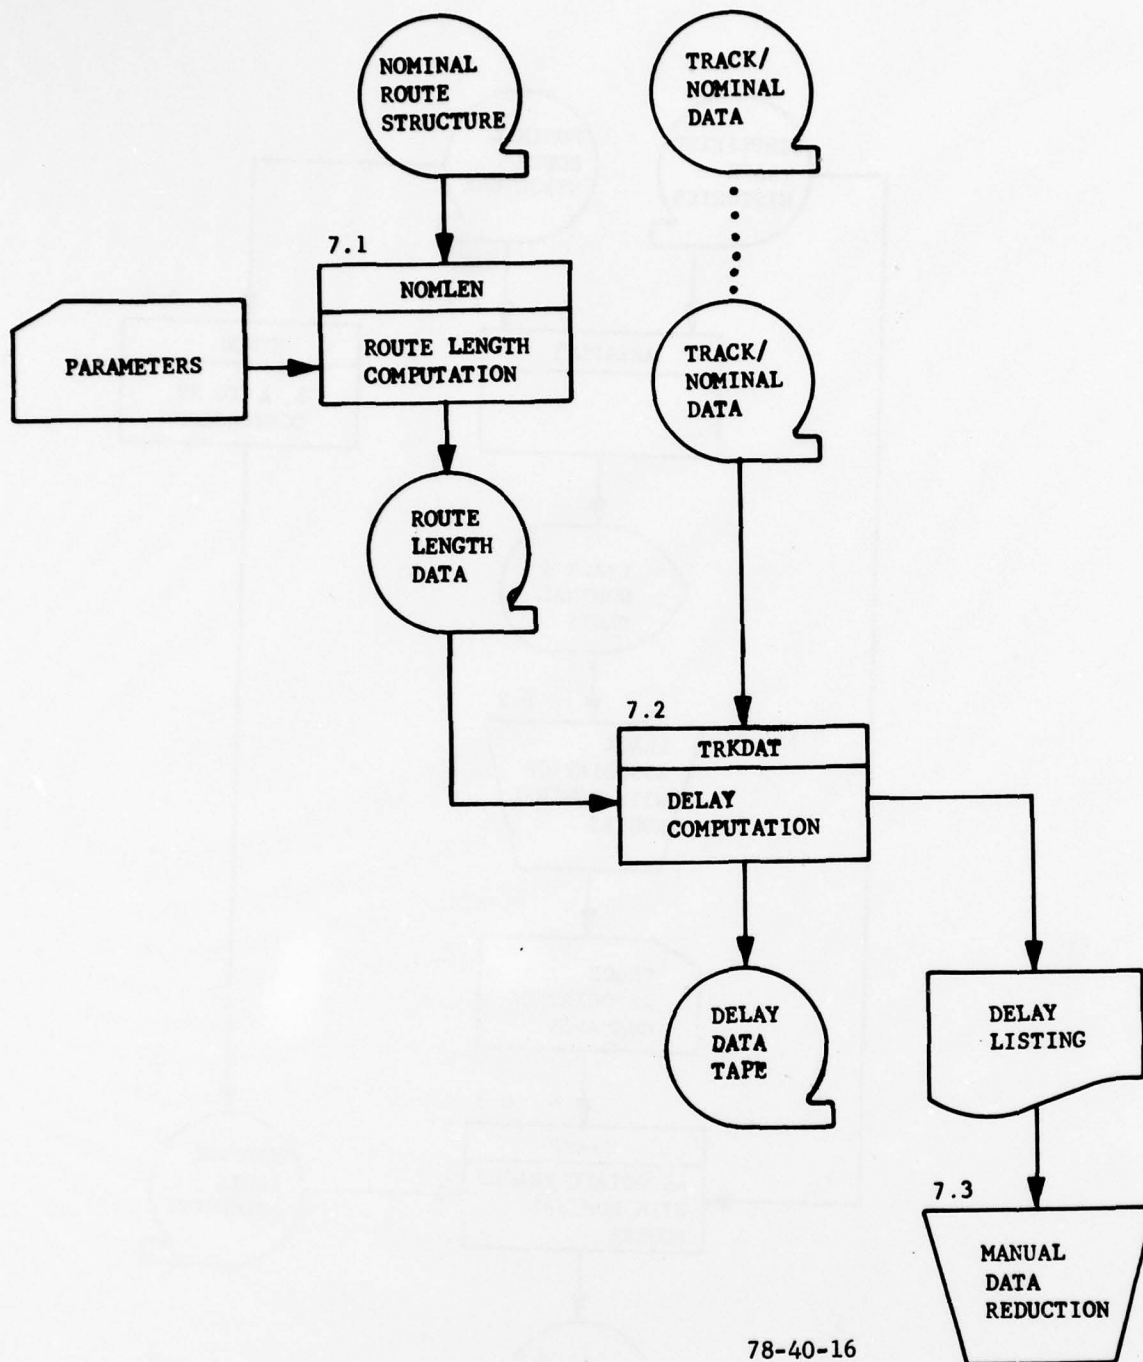 NOMINAL
ROUTE
STRUCTURE
TRACK/
NOMINAL
DATA
7.1
NOMLEN
ROUTE LENGTH
COMPUTATION
PARAMETERS
TRACK/
NOMINAL
DATA
ROUTE
LENGTH
DATA
7.2
TRKDAT
DELAY
COMPUTATION
DELAY
DATA
TAPE
DELAY
LISTING
7.3
MANUAL
DATA
REDUCTION
78-40-16